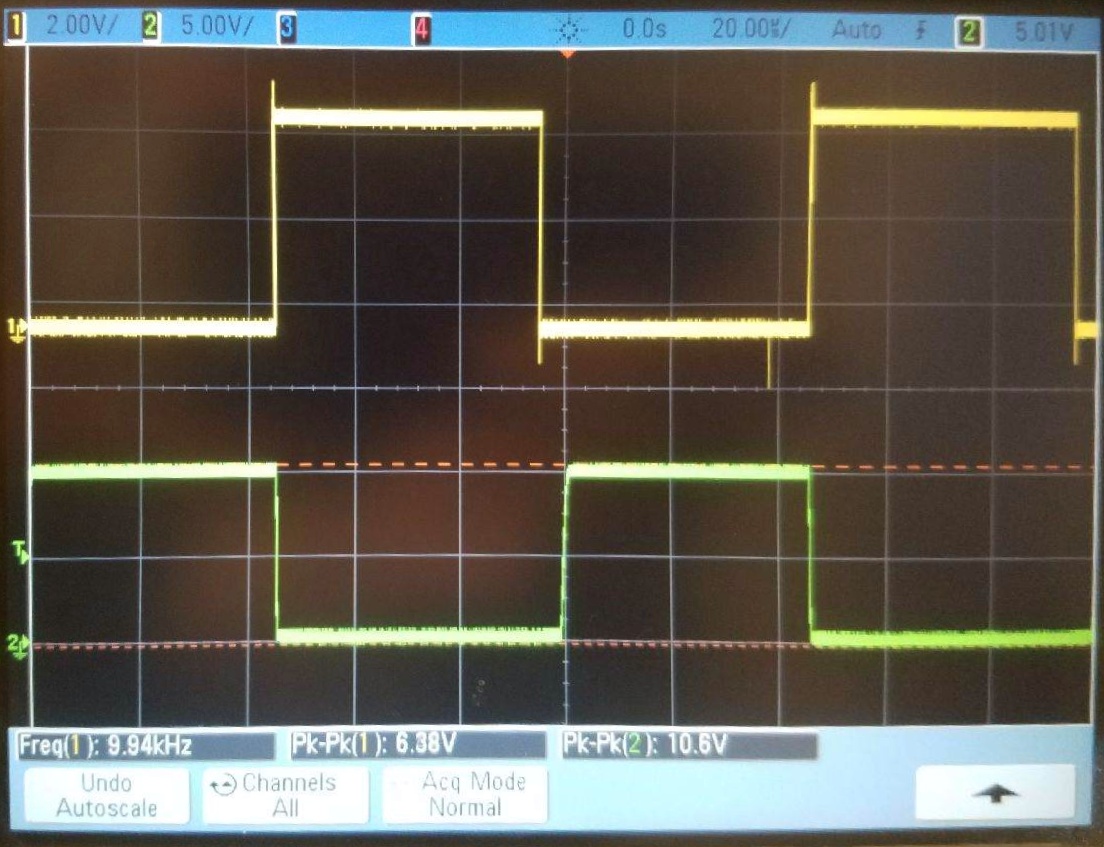 1 2.00V/ 2 5.00V/ 3 4 0.0s 20.00µs/ Auto 2 5.01V
1
T
2
Freq(1): 9.94kHz Pk-Pk(1): 6.38V Pk-Pk(2): 10.6V
Undo Autoscale
Channels All
Acq Mode Normal